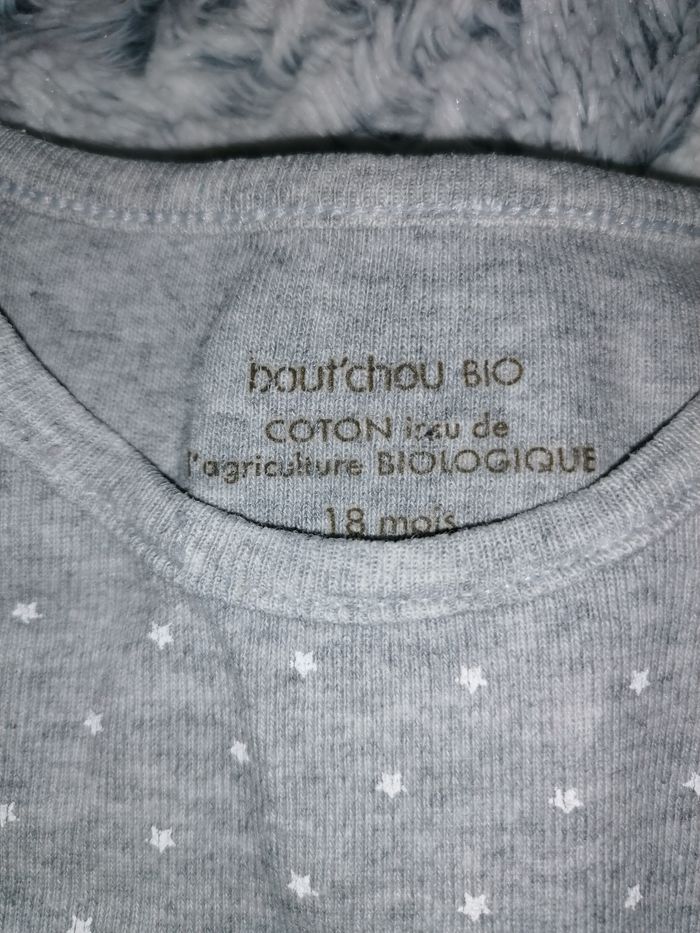 bout'chou BIO
COTON issu de
l'agriculture BIOLOGIQUE
18 mois